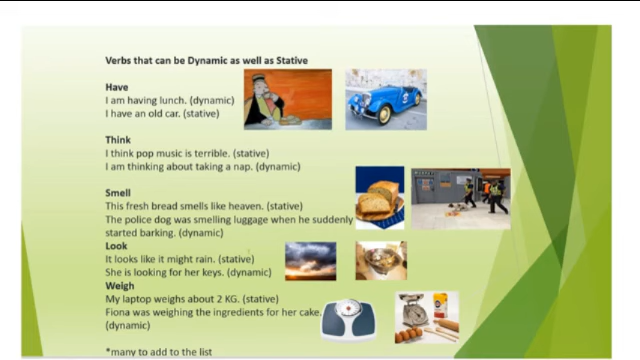 Verbs that can be Dynamic as well as Stative
Have
I am having lunch. (dynamic)
I have an old car. (stative)
Think
I think pop music is terrible. (stative)
I am thinking about taking a nap. (dynamic)
Smell
This fresh bread smells like heaven. (stative)
The police dog was smelling luggage when he suddenly
started barking. (dynamic)
Look
It looks like it might rain. (stative)
She is looking for her keys. (dynamic)
Weigh
My laptop weighs about 2 KG. (stative)
Fiona was weighing the ingredients for her cake.
(dynamic)
*many to add to the list